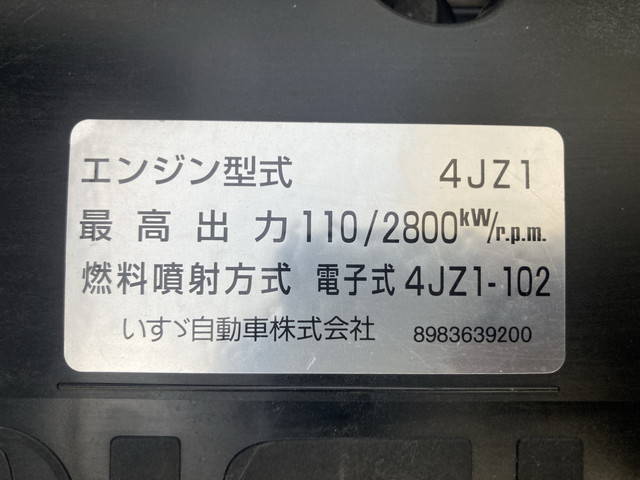 エンジン型式 4JZ1
最高出力 110/2800kW/r.p.m.
燃料噴射方式 電子式 4JZ1-102
いすゞ自動車株式会社 8983639200